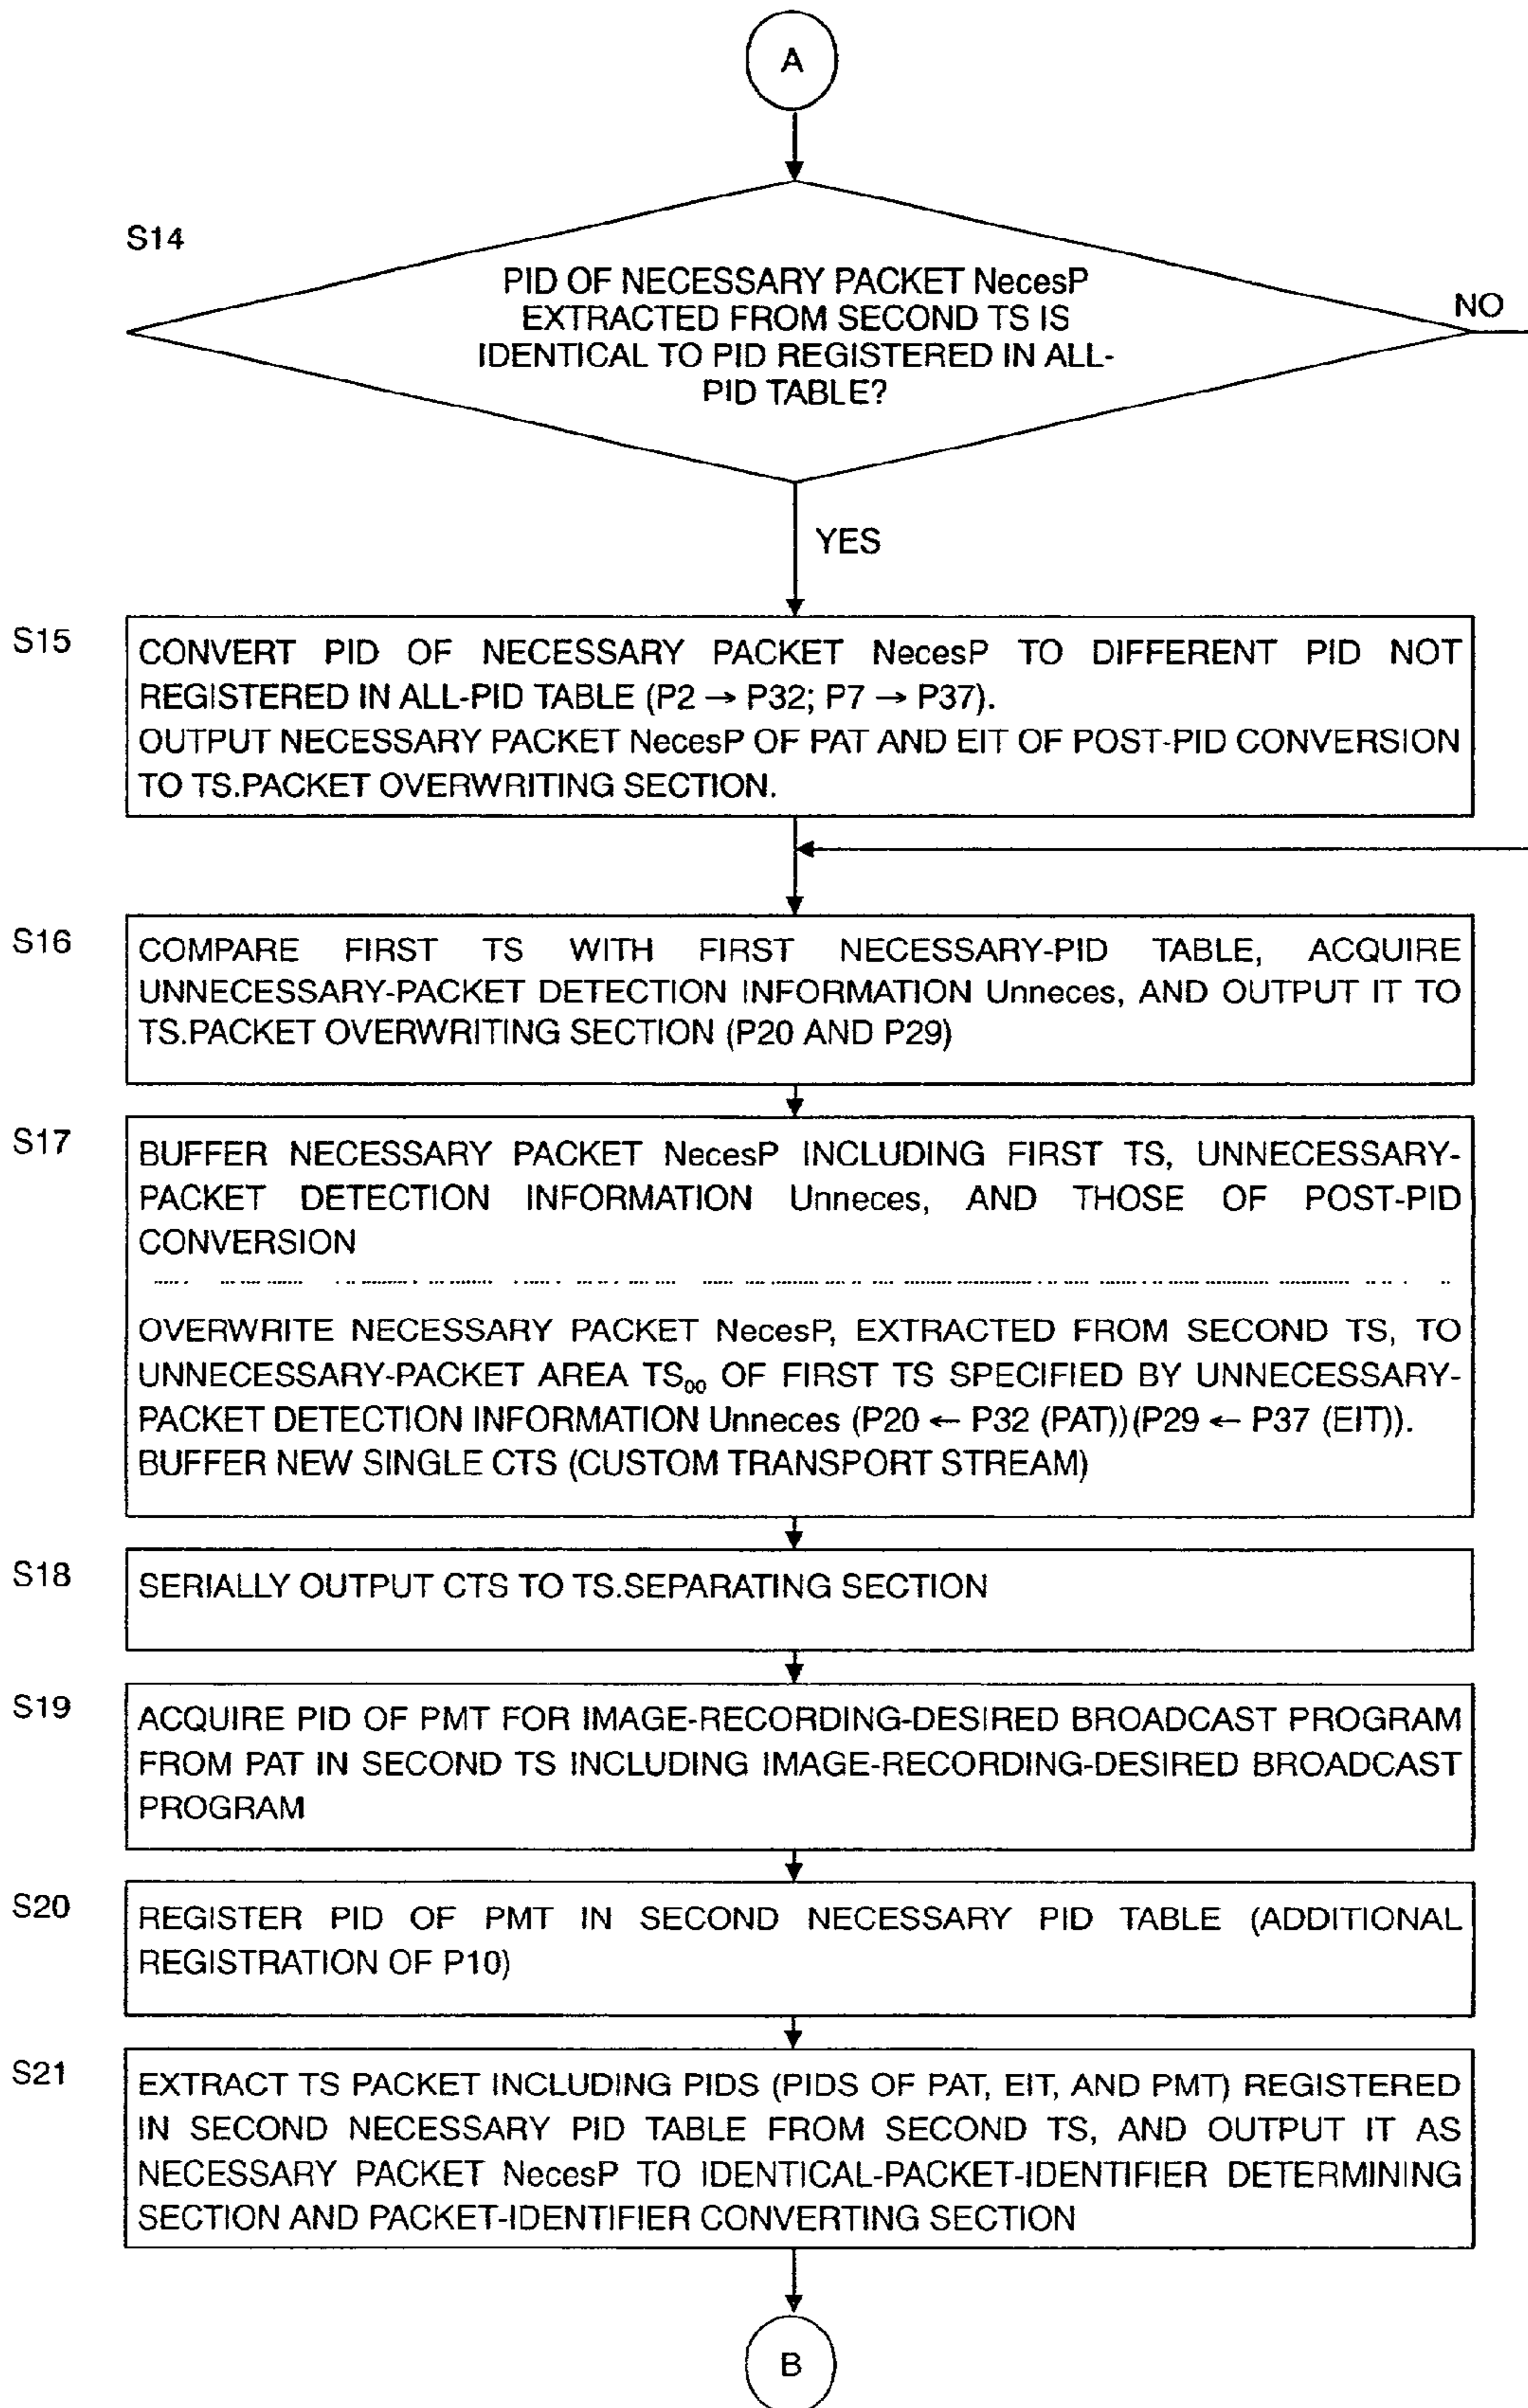 A
S14
PID OF NECESSARY PACKET NecesP
EXTRACTED FROM SECOND TS IS
IDENTICAL TO PID REGISTERED IN ALL-
PID TABLE?
NO
YES
S15
CONVERT PID OF NECESSARY PACKET NecesP TO DIFFERENT PID NOT
REGISTERED IN ALL-PID TABLE (P2 → P32; P7 → P37).
OUTPUT NECESSARY PACKET NecesP OF PAT AND EIT OF POST-PID CONVERSION
TO TS.PACKET OVERWRITING SECTION.
S16
COMPARE FIRST TS WITH FIRST NECESSARY-PID TABLE, ACQUIRE
UNNECESSARY-PACKET DETECTION INFORMATION Unneces, AND OUTPUT IT TO
TS.PACKET OVERWRITING SECTION (P20 AND P29)
S17
BUFFER NECESSARY PACKET NecesP INCLUDING FIRST TS, UNNECESSARY-
PACKET DETECTION INFORMATION Unneces, AND THOSE OF POST-PID
CONVERSION
OVERWRITE NECESSARY PACKET NecesP, EXTRACTED FROM SECOND TS, TO
UNNECESSARY-PACKET AREA TS₀₀ OF FIRST TS SPECIFIED BY UNNECESSARY-
PACKET DETECTION INFORMATION Unneces (P20 ← P32 (PAT))(P29 ← P37 (EIT)).
BUFFER NEW SINGLE CTS (CUSTOM TRANSPORT STREAM)
S18
SERIALLY OUTPUT CTS TO TS.SEPARATING SECTION
S19
ACQUIRE PID OF PMT FOR IMAGE-RECORDING-DESIRED BROADCAST PROGRAM
FROM PAT IN SECOND TS INCLUDING IMAGE-RECORDING-DESIRED BROADCAST
PROGRAM
S20
REGISTER PID OF PMT IN SECOND NECESSARY PID TABLE (ADDITIONAL
REGISTRATION OF P10)
S21
EXTRACT TS PACKET INCLUDING PIDS (PIDS OF PAT, EIT, AND PMT) REGISTERED
IN SECOND NECESSARY PID TABLE FROM SECOND TS, AND OUTPUT IT AS
NECESSARY PACKET NecesP TO IDENTICAL-PACKET-IDENTIFIER DETERMINING
SECTION AND PACKET-IDENTIFIER CONVERTING SECTION
B